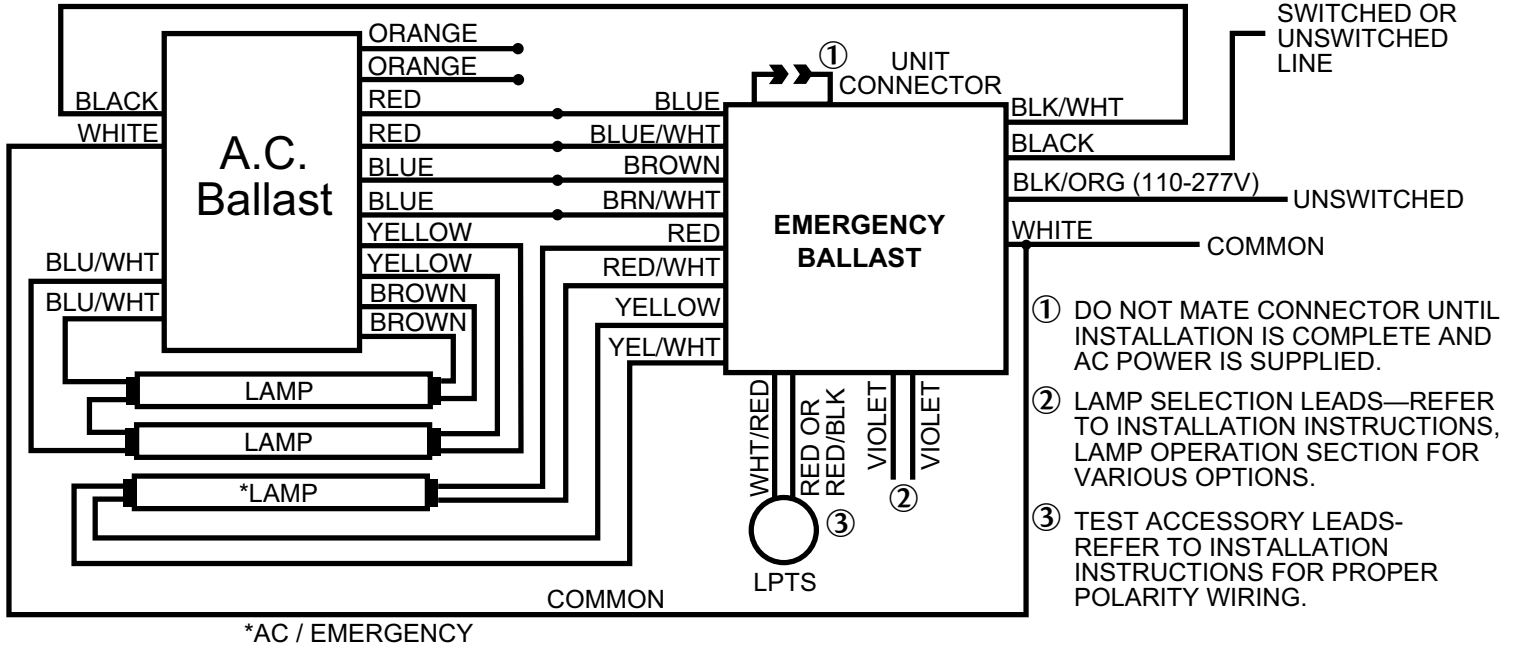 BLACK
WHITE
BLU/WHT
BLU/WHT
A.C.
Ballast
ORANGE
ORANGE
RED
RED
BLUE
BLUE
YELLOW
YELLOW
BROWN
BROWN
LAMP
LAMP
*LAMP
BLUE
BLUE/WHT
BROWN
BRN/WHT
RED
RED/WHT
YELLOW
YEL/WHT
①
UNIT
CONNECTOR
EMERGENCY
BALLAST
BLK/WHT
BLACK
BLK/ORG (110-277V)
WHITE
SWITCHED OR
UNSWITCHED
LINE
UNSWITCHED
COMMON
WHT/RED
RED OR
RED/BLK
VIOLET
VIOLET
②
③
LPTS
① DO NOT MATE CONNECTOR UNTIL
INSTALLATION IS COMPLETE AND
AC POWER IS SUPPLIED.
② LAMP SELECTION LEADS—REFER
TO INSTALLATION INSTRUCTIONS,
LAMP OPERATION SECTION FOR
VARIOUS OPTIONS.
③ TEST ACCESSORY LEADS-
REFER TO INSTALLATION
INSTRUCTIONS FOR PROPER
POLARITY WIRING.
COMMON
*AC / EMERGENCY